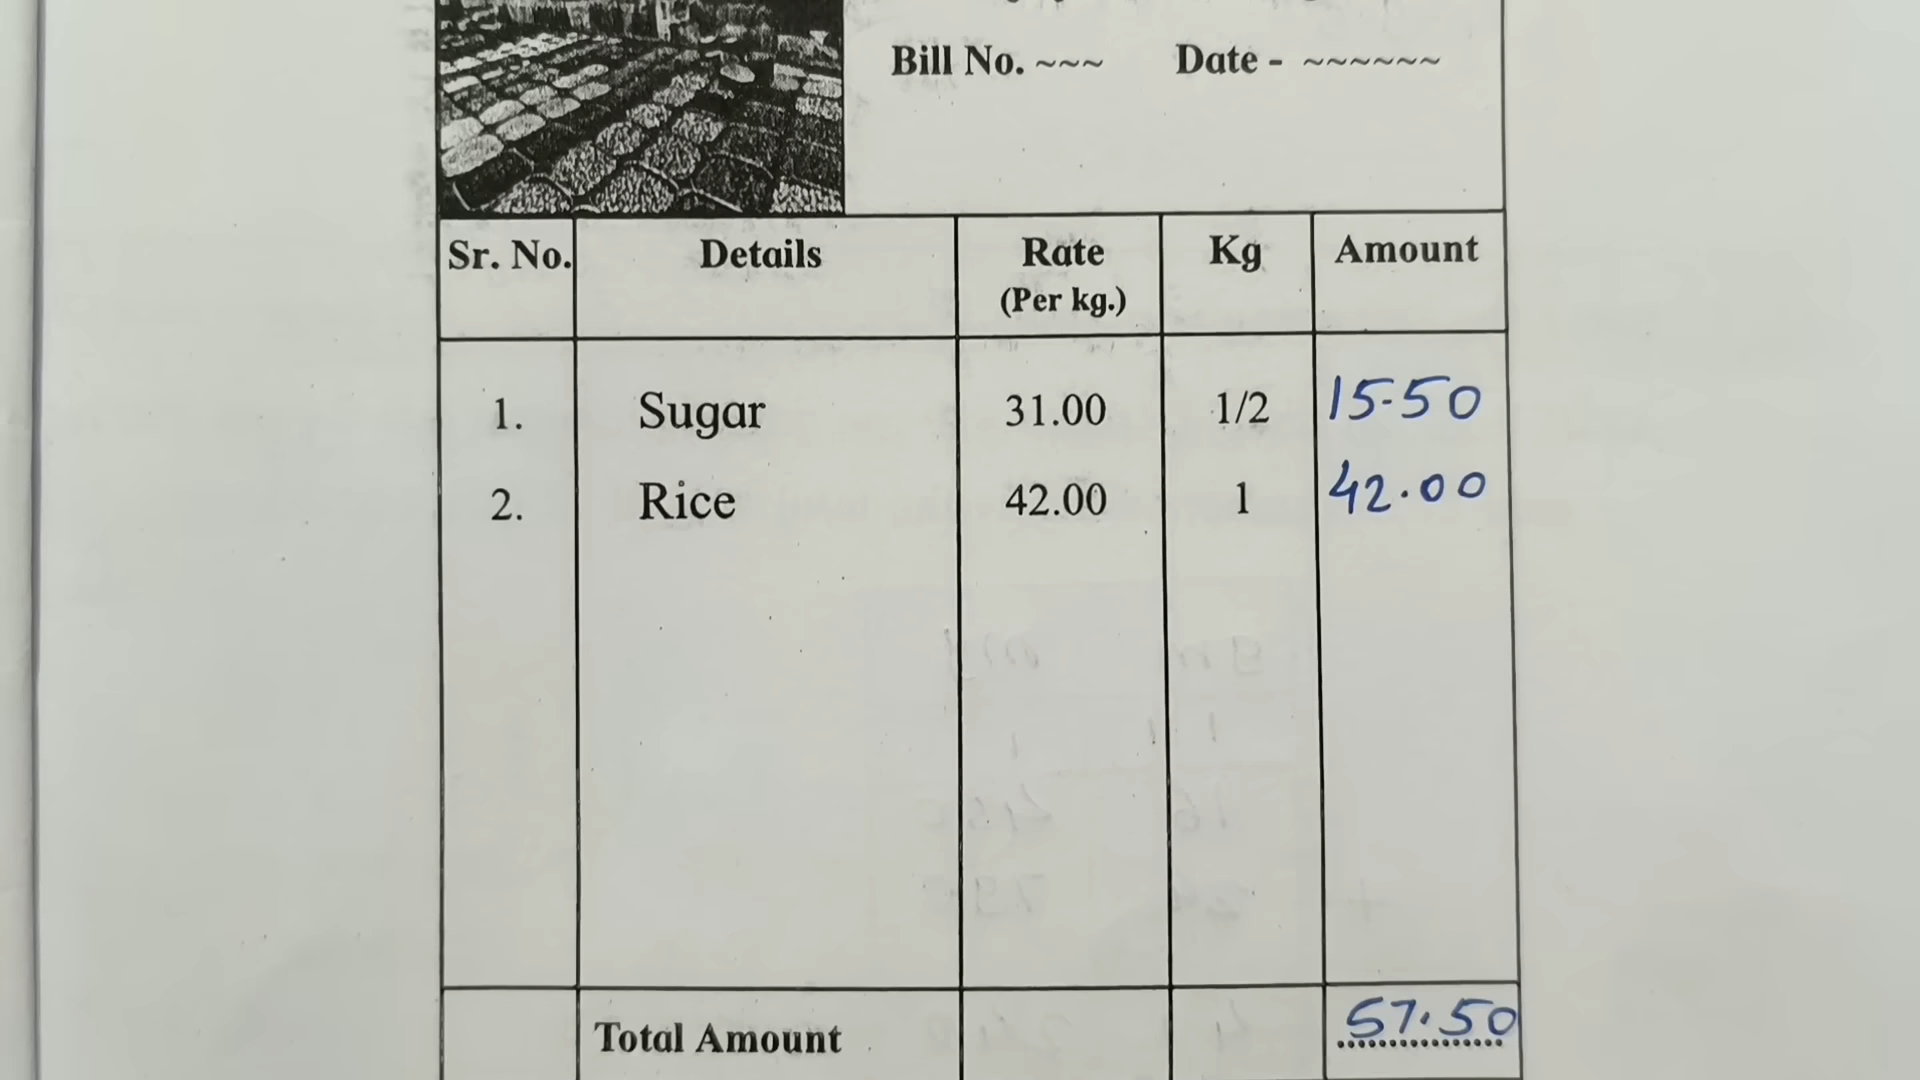 Bill No. ~~~ Date - ~~~~~~
Sr. No. Details Rate (Per kg.) Kg Amount
1. Sugar 31.00 1/2 15.50
2. Rice 42.00 1 42.00
Total Amount 57.50